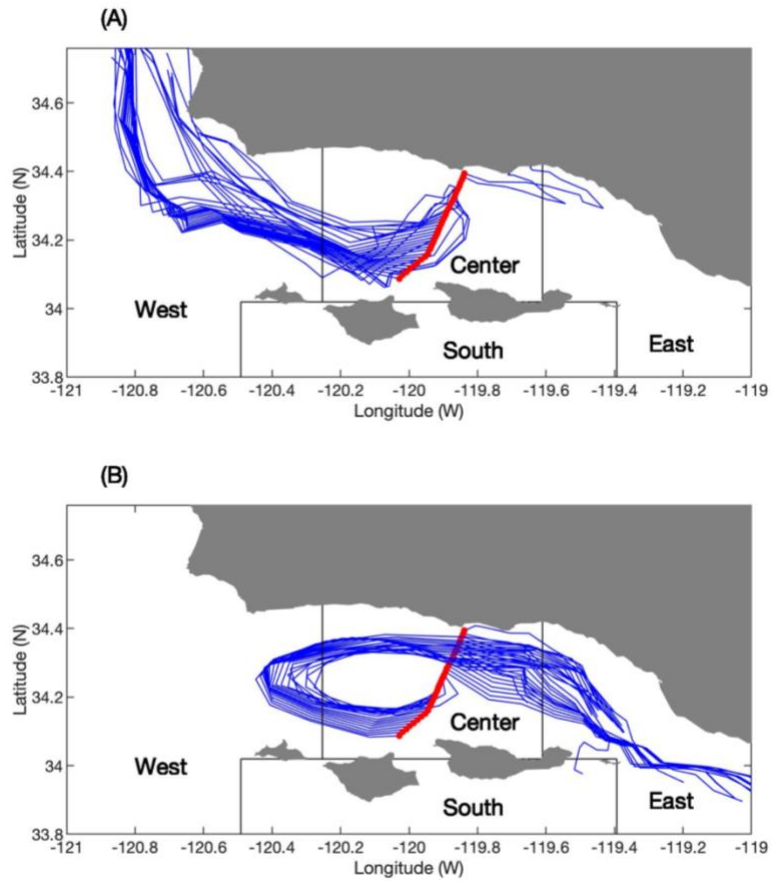 (A)
34.6
34.4
34.2
34
33.8
Latitude (N)
West
Center
South
East
-121 -120.8 -120.6 -120.4 -120.2 -120 -119.8 -119.6 -119.4 -119.2 -119
Longitude (W)
(B)
34.6
34.4
34.2
34
33.8
Latitude (N)
West
Center
South
East
-121 -120.8 -120.6 -120.4 -120.2 -120 -119.8 -119.6 -119.4 -119.2 -119
Longitude (W)